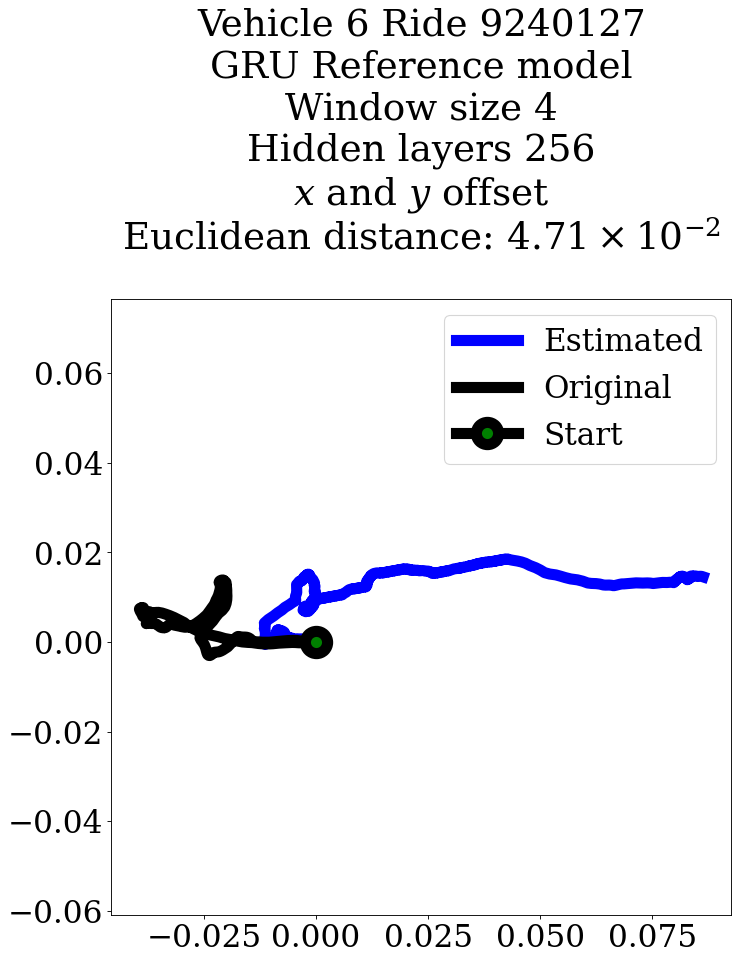 Vehicle 6 Ride 9240127
GRU Reference model
Window size 4
Hidden layers 256
x and y offset
Euclidean distance: 4.71 × 10⁻²
Estimated
Original
Start
0.06
0.04
0.02
0.00
−0.02
−0.04
−0.06
−0.025 0.000 0.025 0.050 0.075